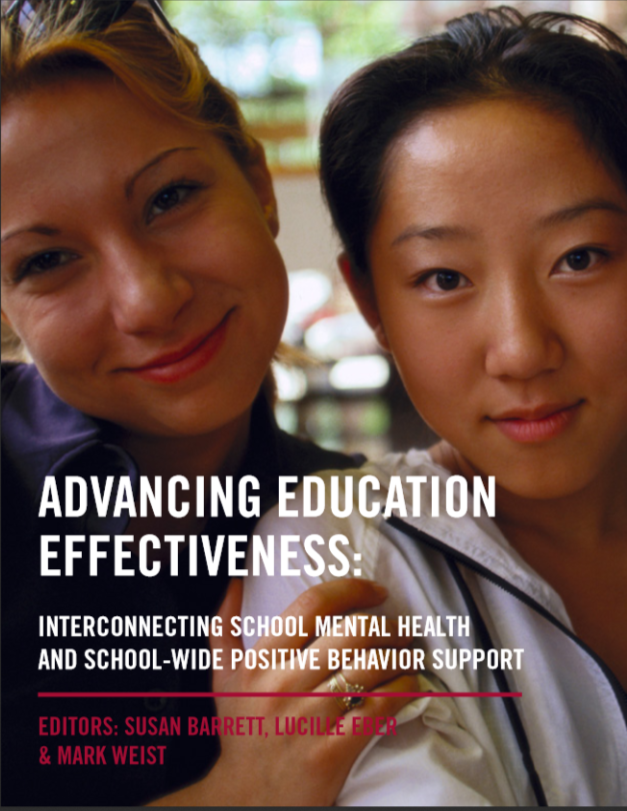 ADVANCING EDUCATION
EFFECTIVENESS:
INTERCONNECTING SCHOOL MENTAL HEALTH
AND SCHOOL-WIDE POSITIVE BEHAVIOR SUPPORT
EDITORS: SUSAN BARRETT, LUCILLE EBER
& MARK WEIST